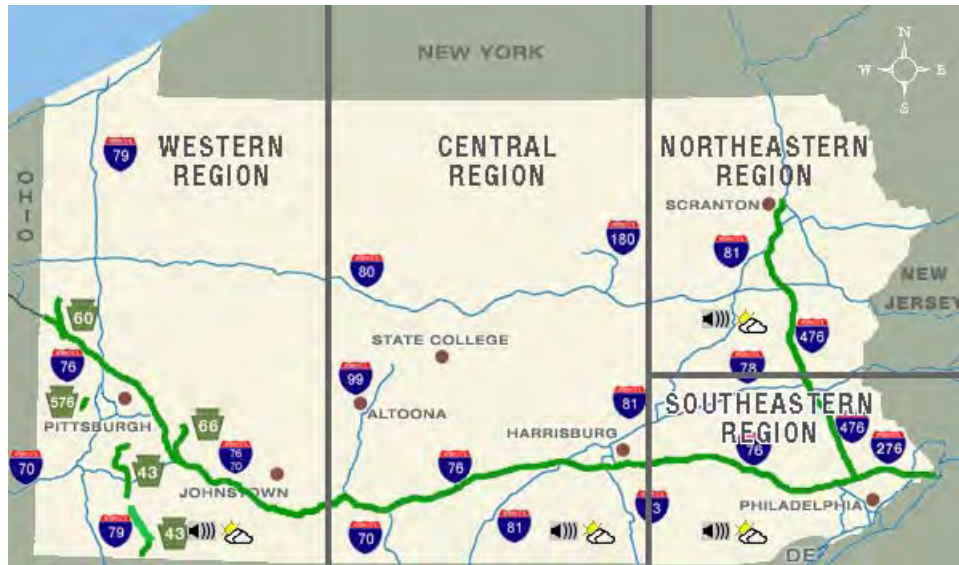 NEW YORK
N
W
E
S
OHIO
79
WESTERN
REGION
CENTRAL
REGION
NORTHEASTERN
REGION
SCRANTON
180
81
80
NEW
JERSEY
60
STATE COLLEGE
476
76
78
99
576
ALTOONA
81
SOUTHEASTERN
REGION
PITTSBURGH
66
HARRISBURG
476
276
76
70
76
70
43
76
JOHNSTOWN
PHILADELPHIA
79
43
70
81
DE